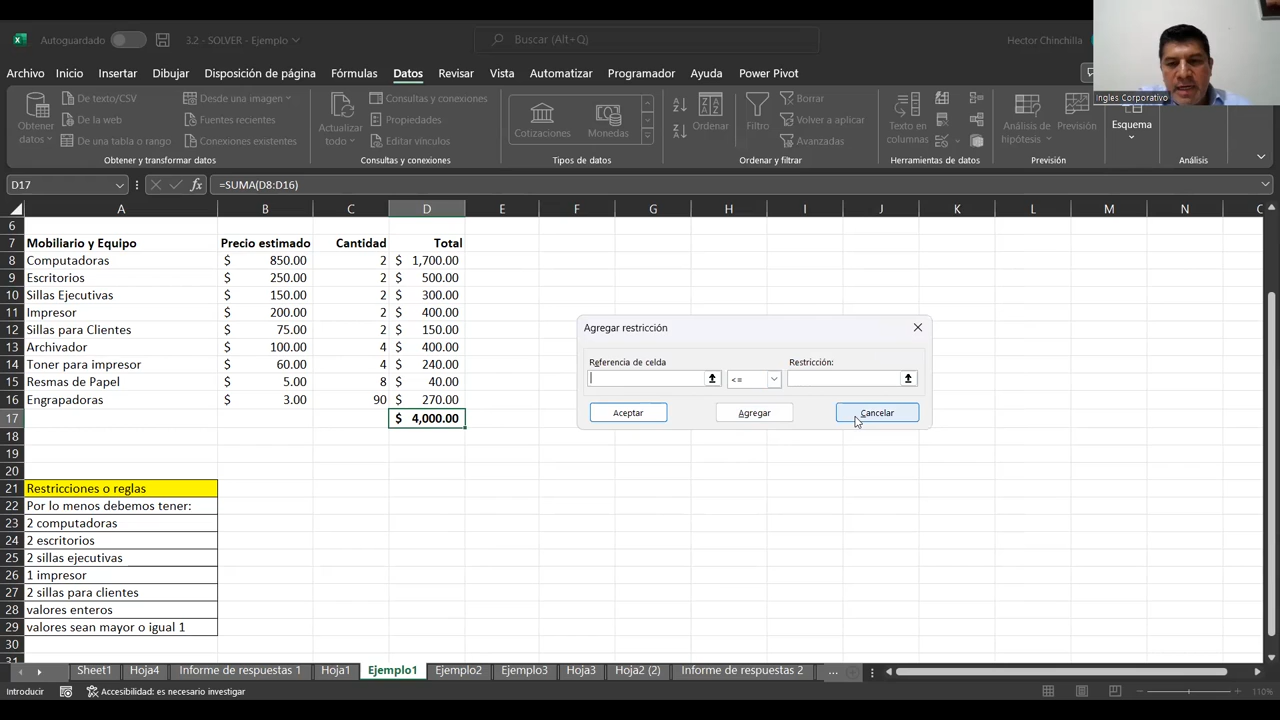 Autoguardado
3.2 - SOLVER - Ejemplo
Buscar (Alt+Q)
Hector Chinchilla
Ingles Corporativo
Archivo Inicio Insertar Dibujar Disposición de página Fórmulas Datos Revisar Vista Automatizar Programador Ayuda Power Pivot
Obtener datos
De texto/CSV
De la web
De una tabla o rango
Desde una imagen
Fuentes recientes
Conexiones existentes
Obtener y transformar datos
Actualizar todo
Consultas y conexiones
Propiedades
Editar vínculos
Consultas y conexiones
Cotizaciones
Monedas
Tipos de datos
Ordenar
Filtro
Borrar
Volver a aplicar
Avanzadas
Ordenar y filtrar
Texto en columnas
Herramientas de datos
Análisis de hipótesis
Previsión
Previsión
Esquema
Análisis
D17
fx
=SUMA(D8:D16)
A B C D E F G H I J K L M N
6
7 Mobiliario y Equipo Precio estimado Cantidad Total
8 Computadoras $ 850.00 2 $ 1,700.00
9 Escritorios $ 250.00 2 $ 500.00
10 Sillas Ejecutivas $ 150.00 2 $ 300.00
11 Impresor $ 200.00 2 $ 400.00
12 Sillas para Clientes $ 75.00 2 $ 150.00
13 Archivador $ 100.00 4 $ 400.00
14 Toner para impresor $ 60.00 4 $ 240.00
15 Resmas de Papel $ 5.00 8 $ 40.00
16 Engrapadoras $ 3.00 90 $ 270.00
17 $ 4,000.00
18
19
20
21 Restricciones o reglas
22 Por lo menos debemos tener:
23 2 computadoras
24 2 escritorios
25 2 sillas ejecutivas
26 1 impresor
27 2 sillas para clientes
28 valores enteros
29 valores sean mayor o igual 1
30
Agregar restricción
Referencia de celda
Restricción:
<=
Aceptar
Agregar
Cancelar
Sheet1 Hoja4 Informe de respuestas 1 Hoja1 Ejemplo1 Ejemplo2 Ejemplo3 Hoja3 Hoja2 (2) Informe de respuestas 2 ...
Introducir
Accesibilidad: es necesario investigar
110%